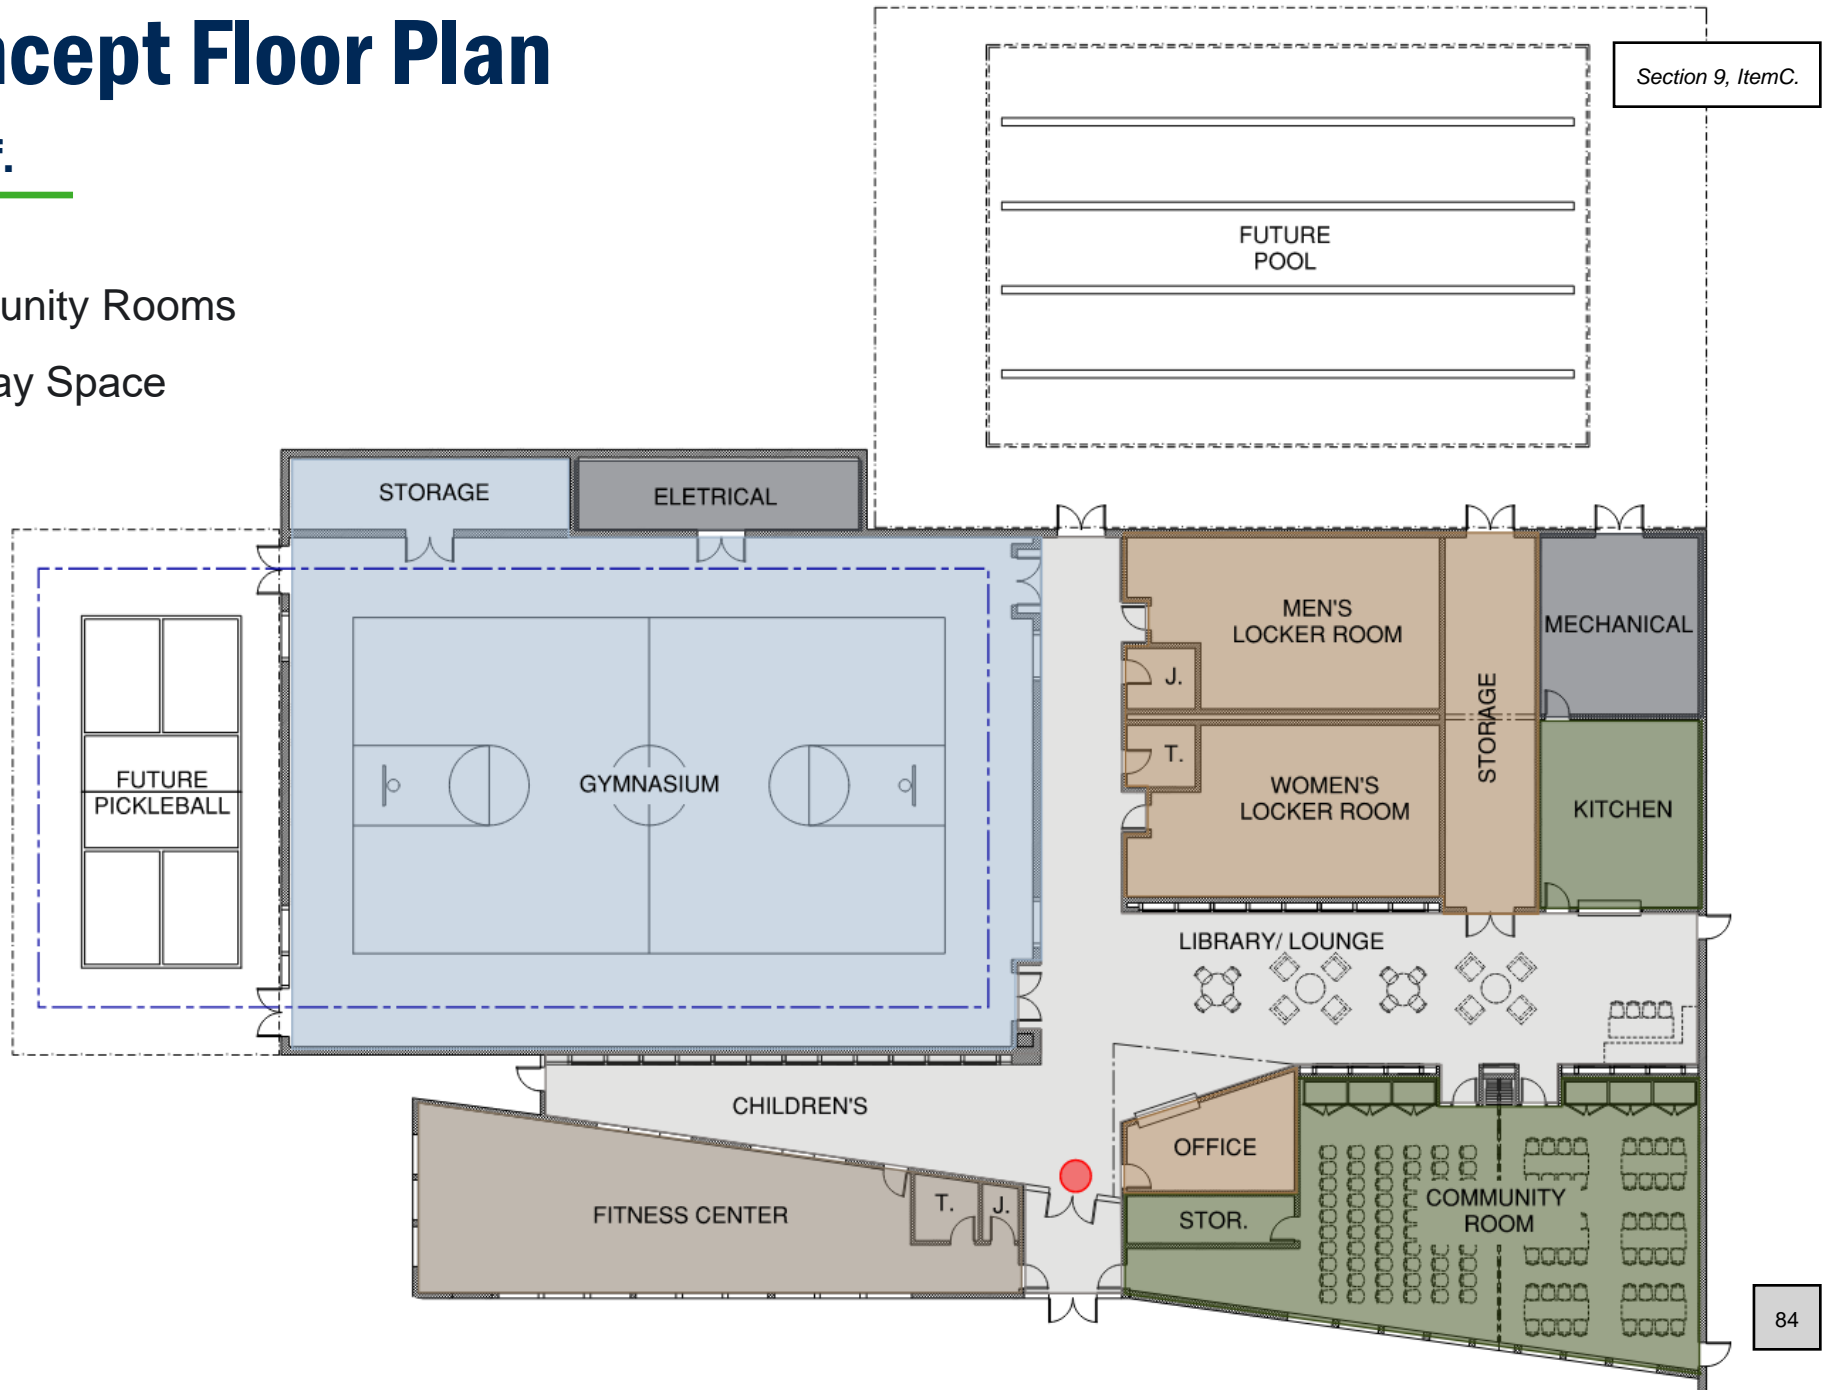 ncept Floor Plan
f.
unity Rooms
ay Space
Section 9, ItemC.
FUTURE
POOL
STORAGE
ELETRICAL
MEN'S
LOCKER ROOM
MECHANICAL
J.
STORAGE
T.
GYMNASIUM
FUTURE
PICKLEBALL
WOMEN'S
LOCKER ROOM
KITCHEN
LIBRARY/ LOUNGE
CHILDREN'S
OFFICE
FITNESS CENTER
T.
J.
STOR.
COMMUNITY
ROOM
84